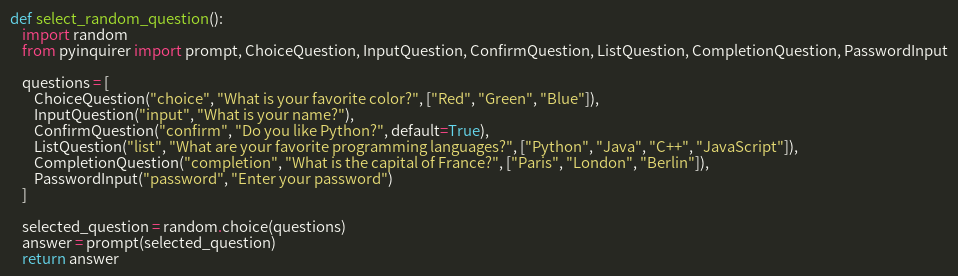 def select_random_question():
    import random
    from pyinquirer import prompt, ChoiceQuestion, InputQuestion, ConfirmQuestion, ListQuestion, CompletionQuestion, PasswordInput

    questions = [
        ChoiceQuestion("choice", "What is your favorite color?", ["Red", "Green", "Blue"]),
        InputQuestion("input", "What is your name?"),
        ConfirmQuestion("confirm", "Do you like Python?", default=True),
        ListQuestion("list", "What are your favorite programming languages?", ["Python", "Java", "C++", "JavaScript"]),
        CompletionQuestion("completion", "What is the capital of France?", ["Paris", "London", "Berlin"]),
        PasswordInput("password", "Enter your password")
    ]

    selected_question = random.choice(questions)
    answer = prompt(selected_question)
    return answer